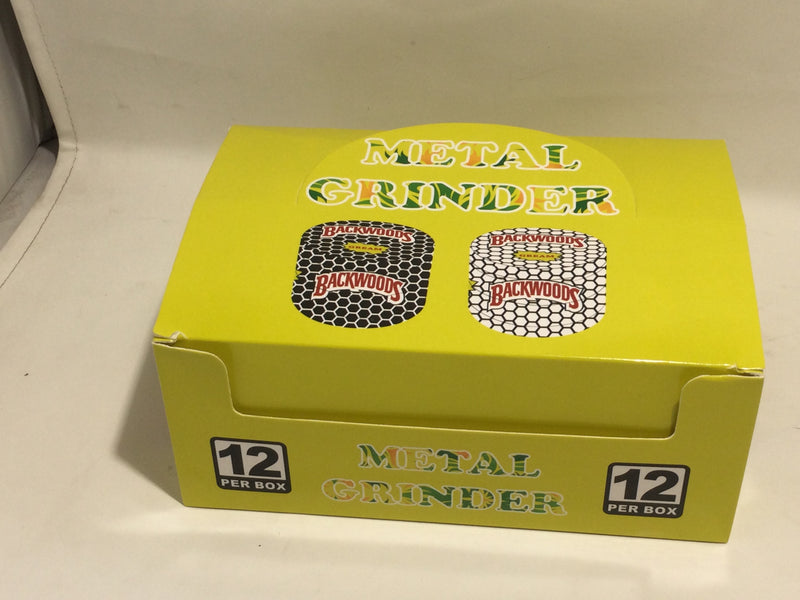 METAL
GRINDER
BACKWOODS
CREAM
BACKWOODS
BACKWOODS
CREAM
BACKWOODS
12
PER BOX
METAL
GRINDER
12
PER BOX